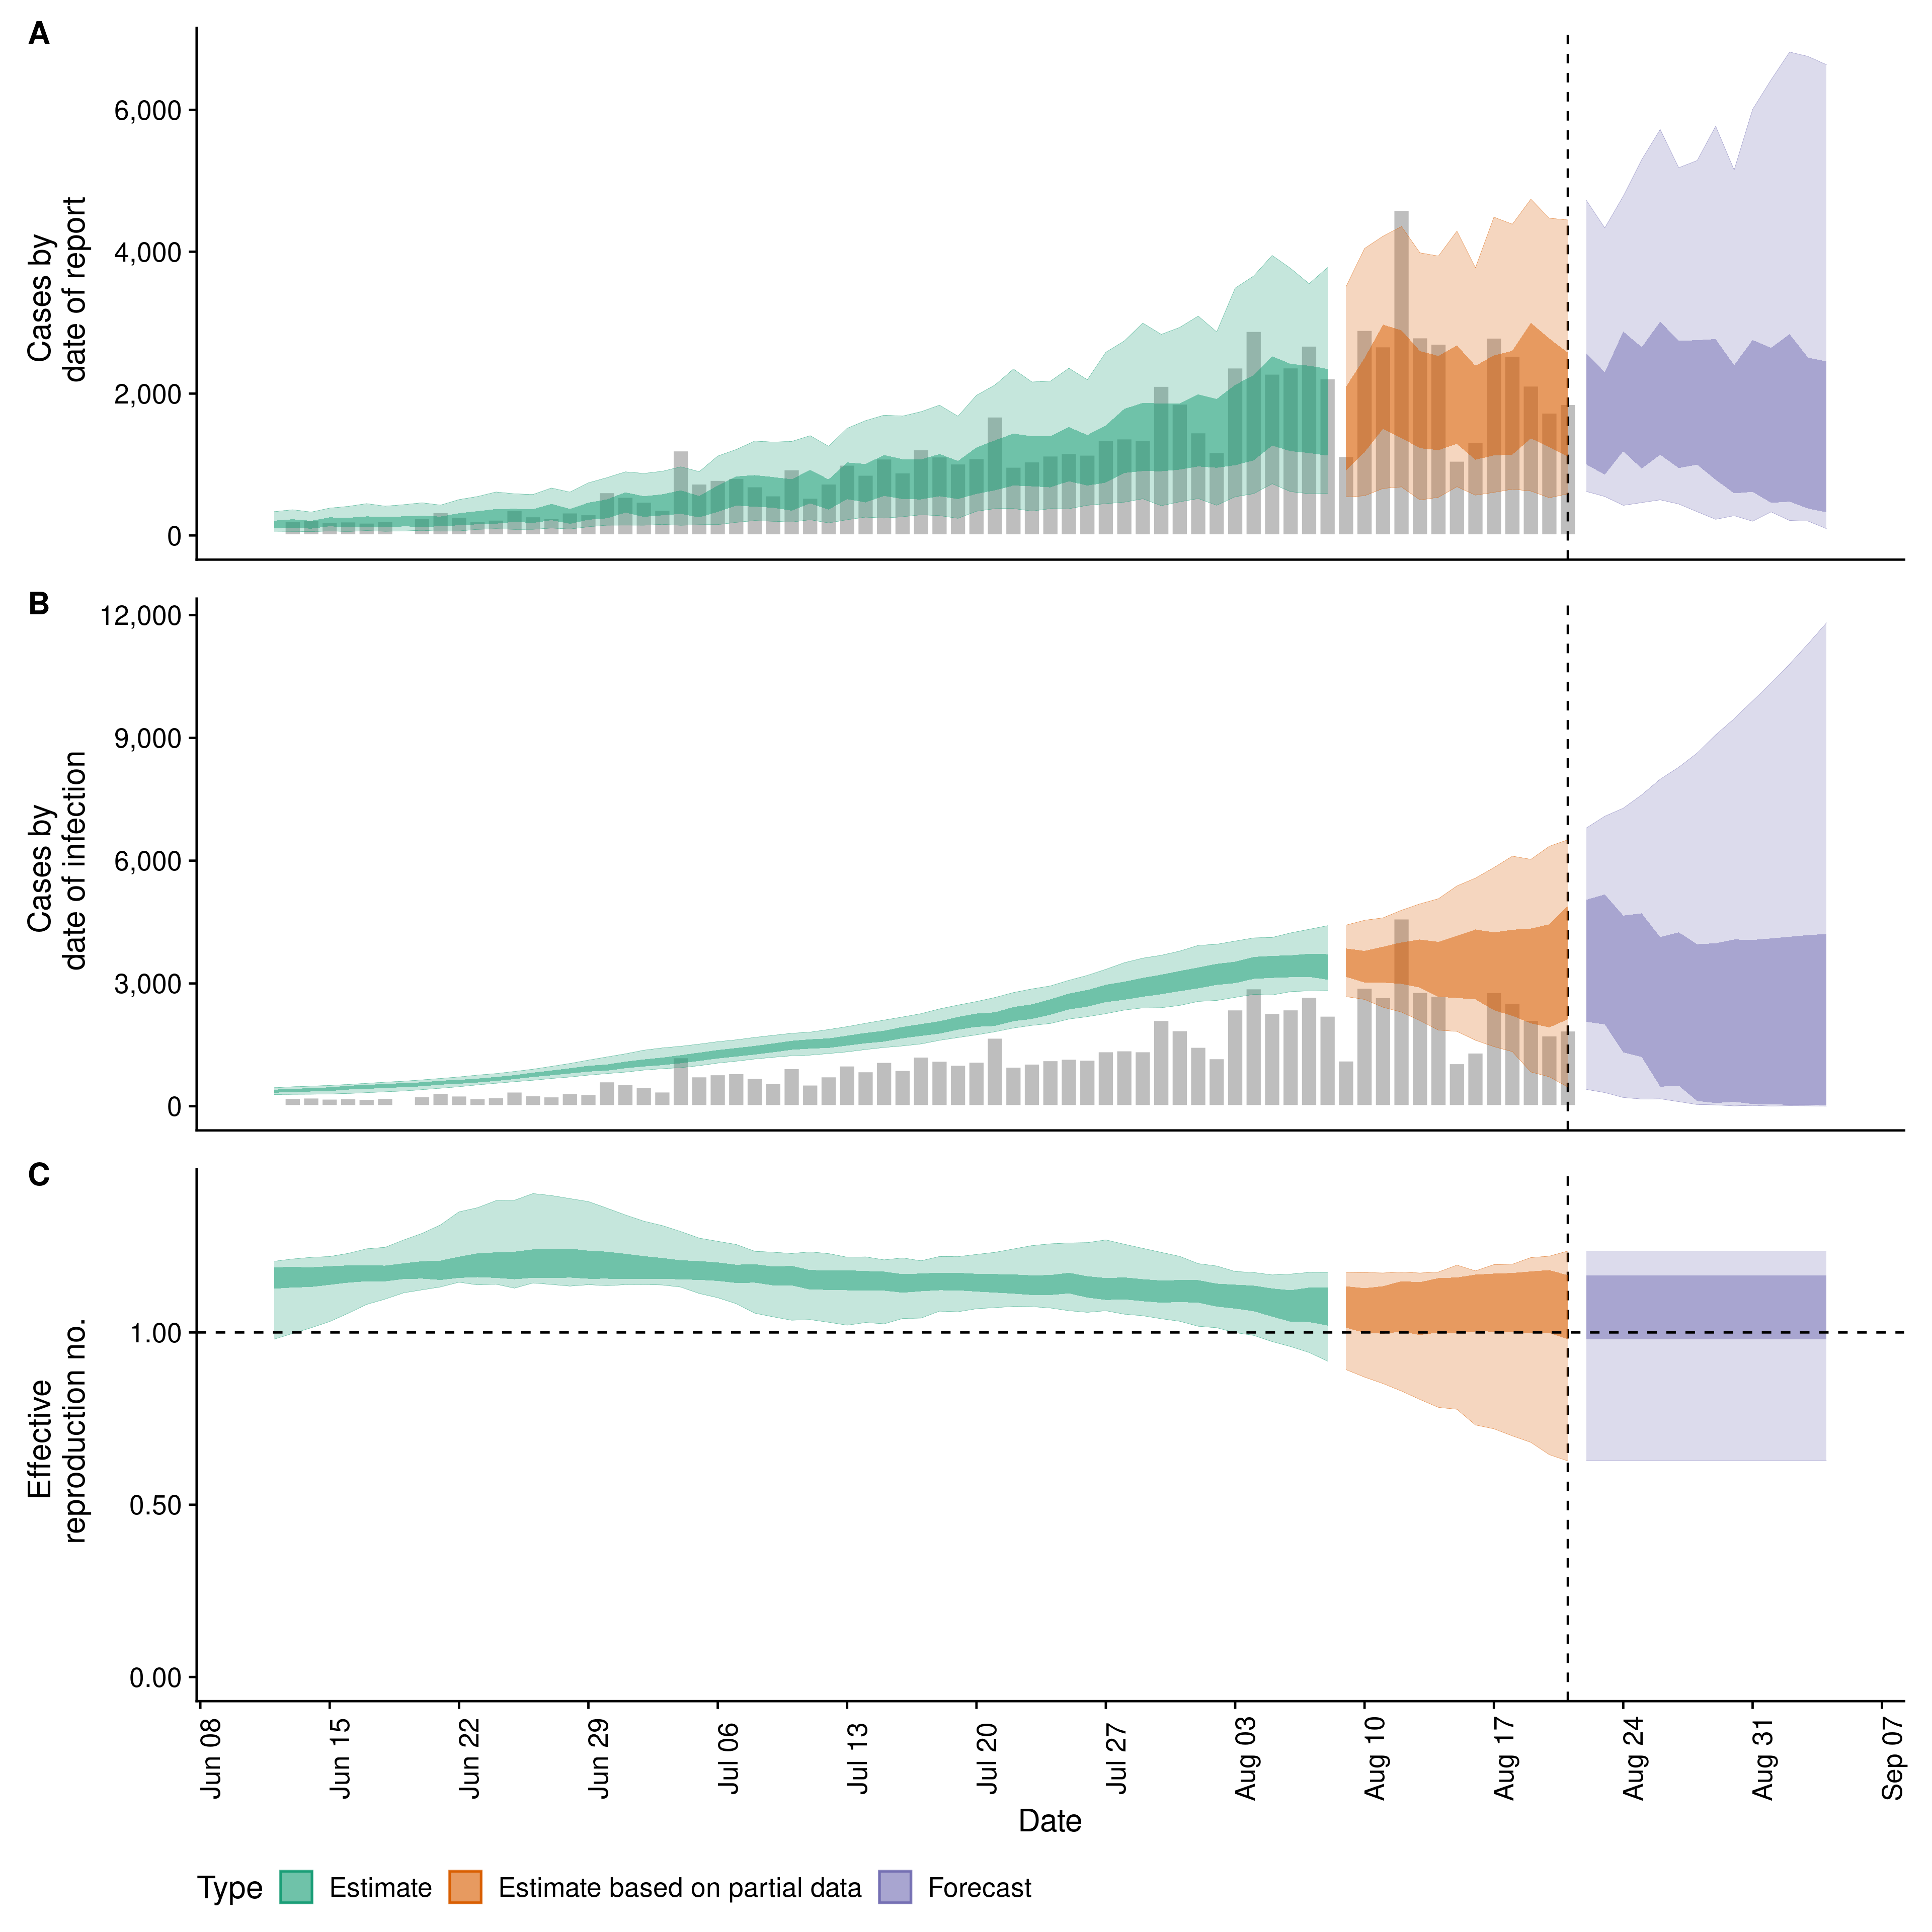 A
Cases by
date of report
6,000
4,000
2,000
0
B
Cases by
date of infection
12,000
9,000
6,000
3,000
0
C
Effective
reproduction no.
1.00
0.50
0.00
Jun 08
Jun 15
Jun 22
Jun 29
Jul 06
Jul 13
Jul 20
Jul 27
Aug 03
Aug 10
Aug 17
Aug 24
Aug 31
Sep 07
Date
Type Estimate Estimate based on partial data Forecast